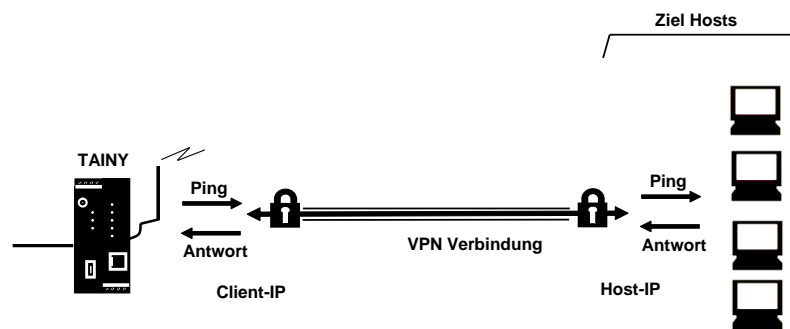 Ziel Hosts
TAINY
Ping
Ping
Antwort
VPN Verbindung
Antwort
Client-IP
Host-IP